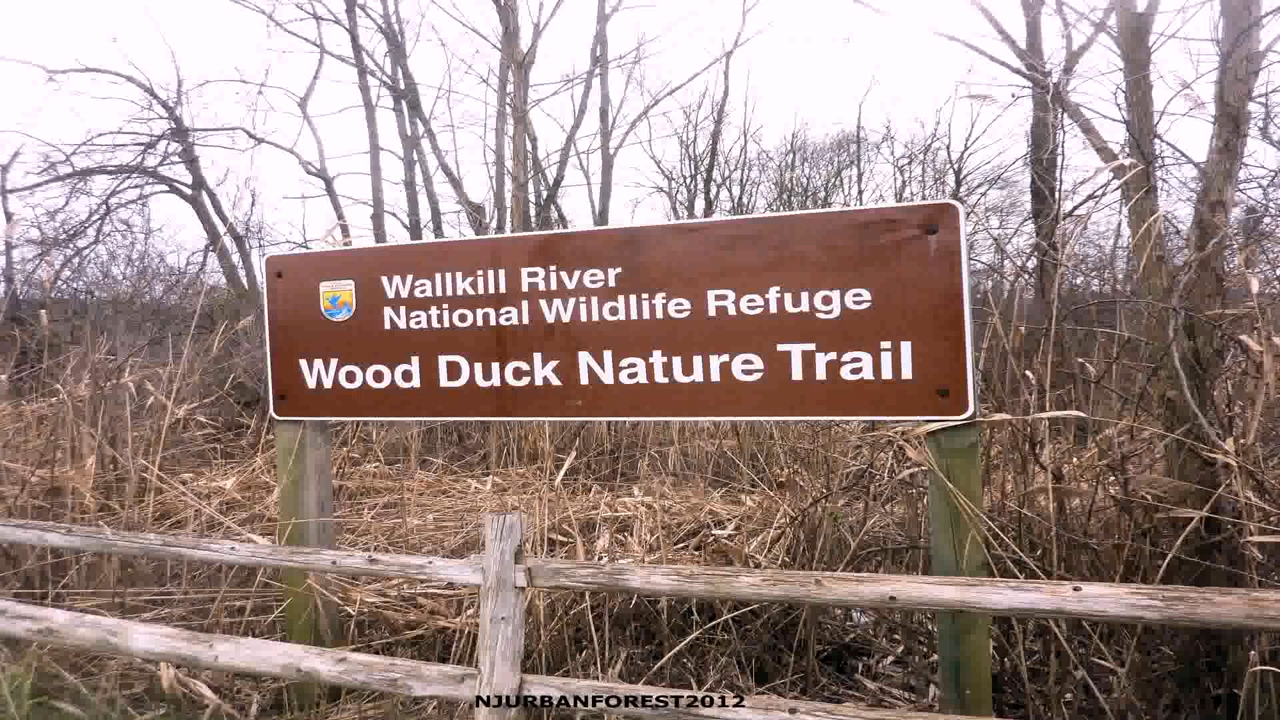 Wallkill River
National Wildlife Refuge
Wood Duck Nature Trail
NJURBANFOREST2012